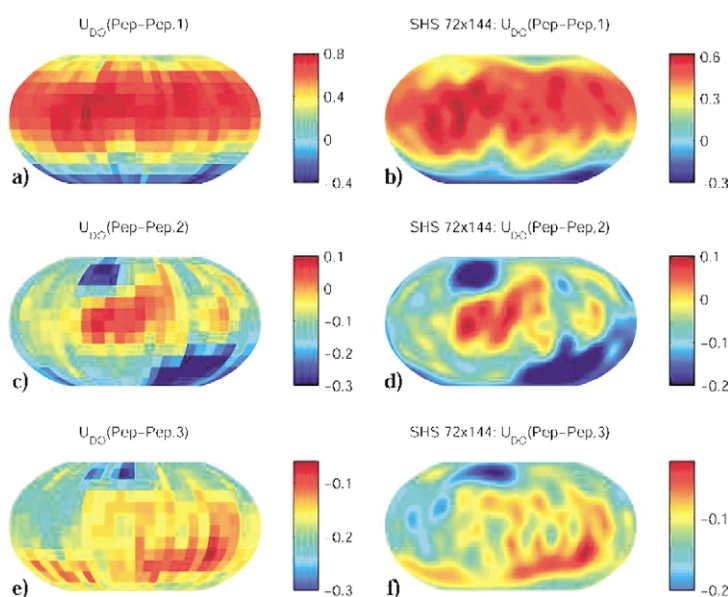 U_DO(Pep-Pep,1)
SHS 72x144: U_DO(Pep-Pep,1)
0.8
0.4
0
-0.4
a)
0.6
0.3
0
-0.3
b)
U_DO(Pep-Pep,2)
SHS 72x144: U_DO(Pep-Pep,2)
0.1
0
-0.1
-0.2
-0.3
c)
0.1
0
-0.1
-0.2
d)
U_DO(Pep-Pep,3)
SHS 72x144: U_DO(Pep-Pep,3)
-0.1
-0.2
-0.3
e)
-0.1
-0.2
f)